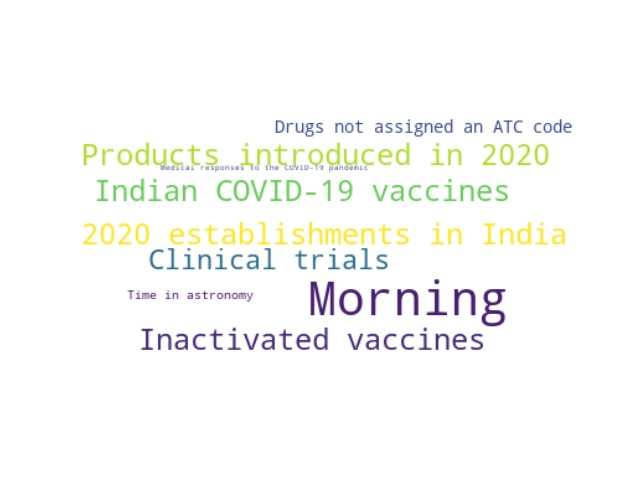 Drugs not assigned an ATC code
Products introduced in 2020
Medical responses to the COVID-19 pandemic
Indian COVID-19 vaccines
2020 establishments in India
Clinical trials
Time in astronomy
Morning
Inactivated vaccines